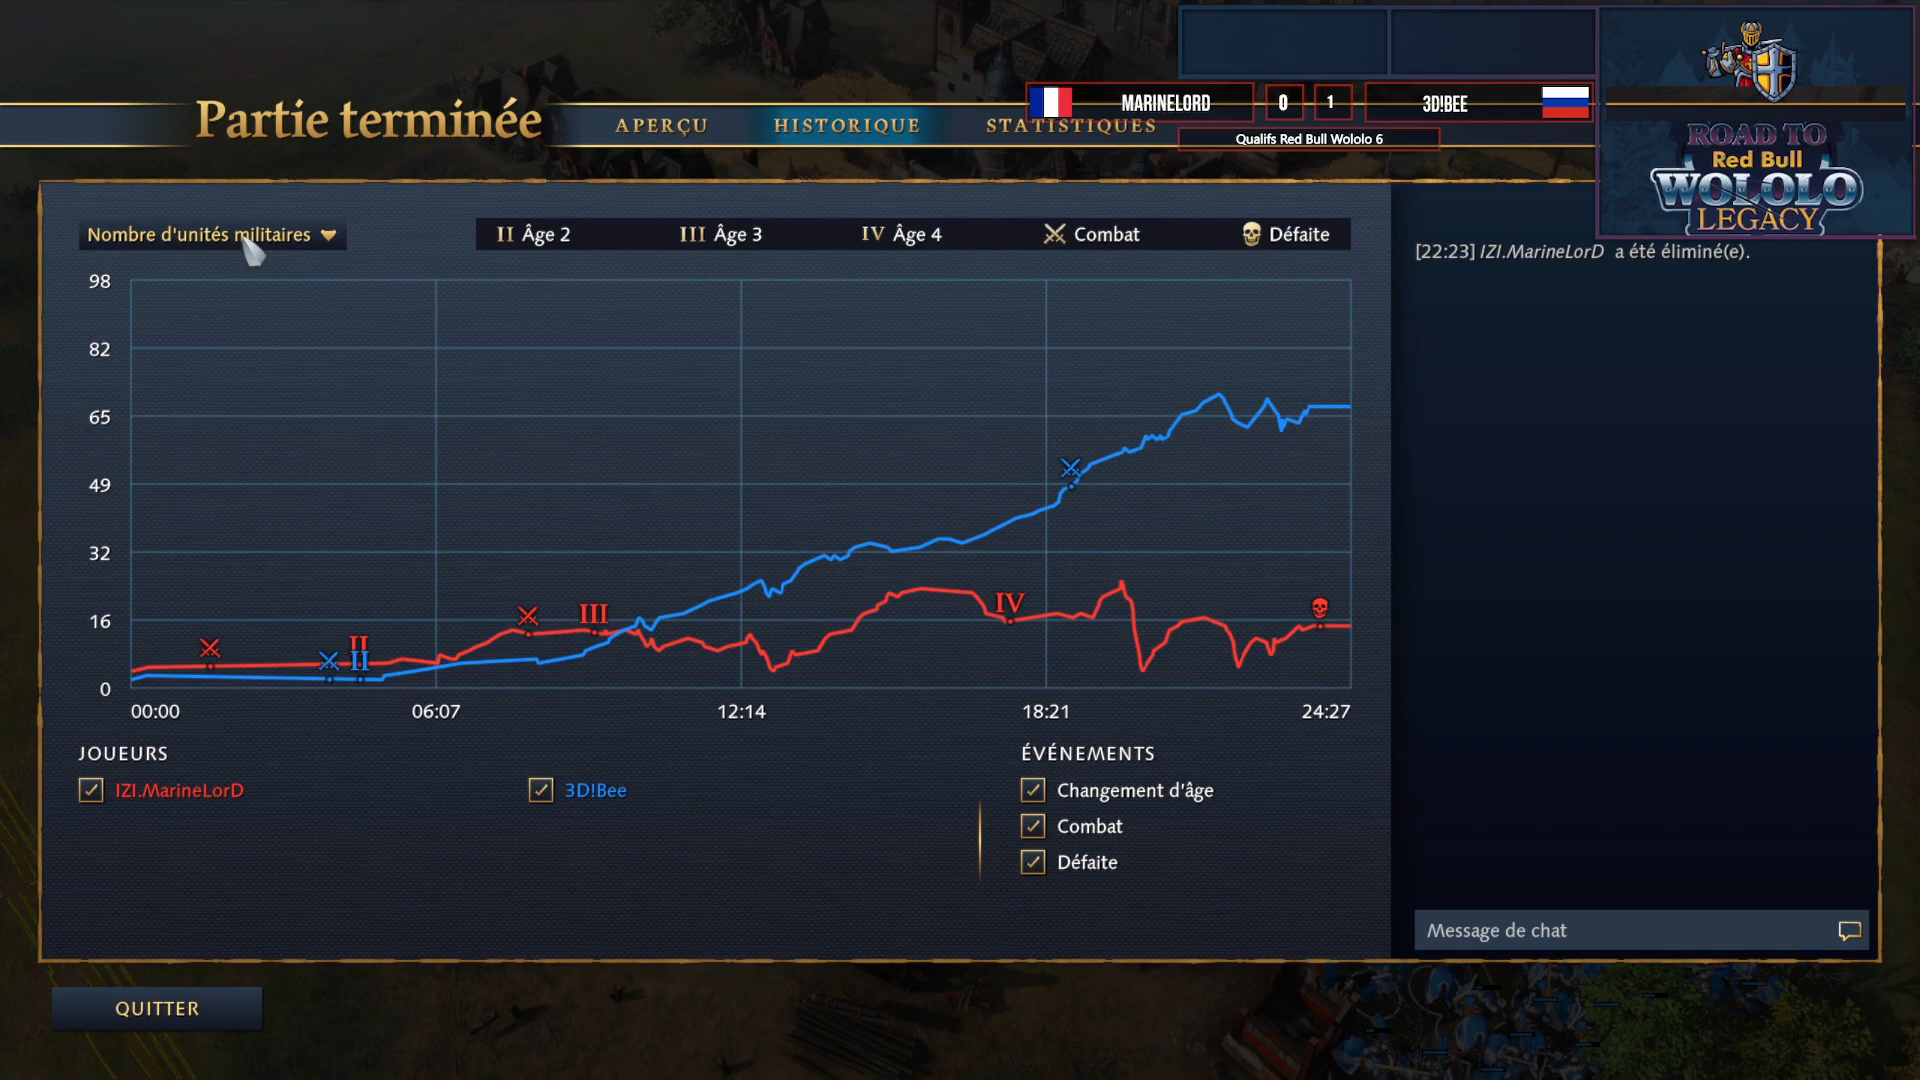 Partie terminée
APERÇU
HISTORIQUE
STATISTIQUES
MARINELORD
0
1
3D!BEE
Qualifs Red Bull Wololo 6
ROAD TO
Red Bull
WOLOLO
LEGACY
Nombre d'unités militaires
II Âge 2
III Âge 3
IV Âge 4
Combat
Défaite
[22:23] IZI.MarineLorD a été éliminé(e).
98
82
65
49
32
16
0
II
II
III
IV
00:00
06:07
12:14
18:21
24:27
JOUEURS
IZI.MarineLorD
3D!Bee
ÉVÉNEMENTS
Changement d'âge
Combat
Défaite
Message de chat
QUITTER